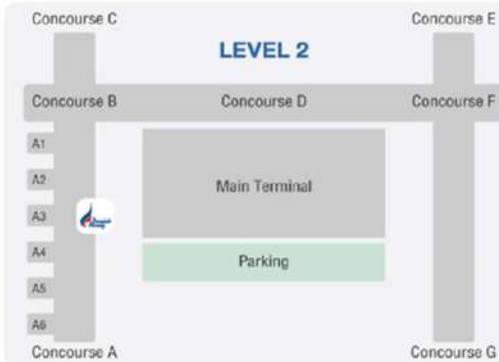 Concourse C
Concourse E
LEVEL 2
Concourse B
Concourse D
Concourse F
A1
A2
Main Terminal
A3
A4
Parking
A5
A6
Concourse A
Concourse G